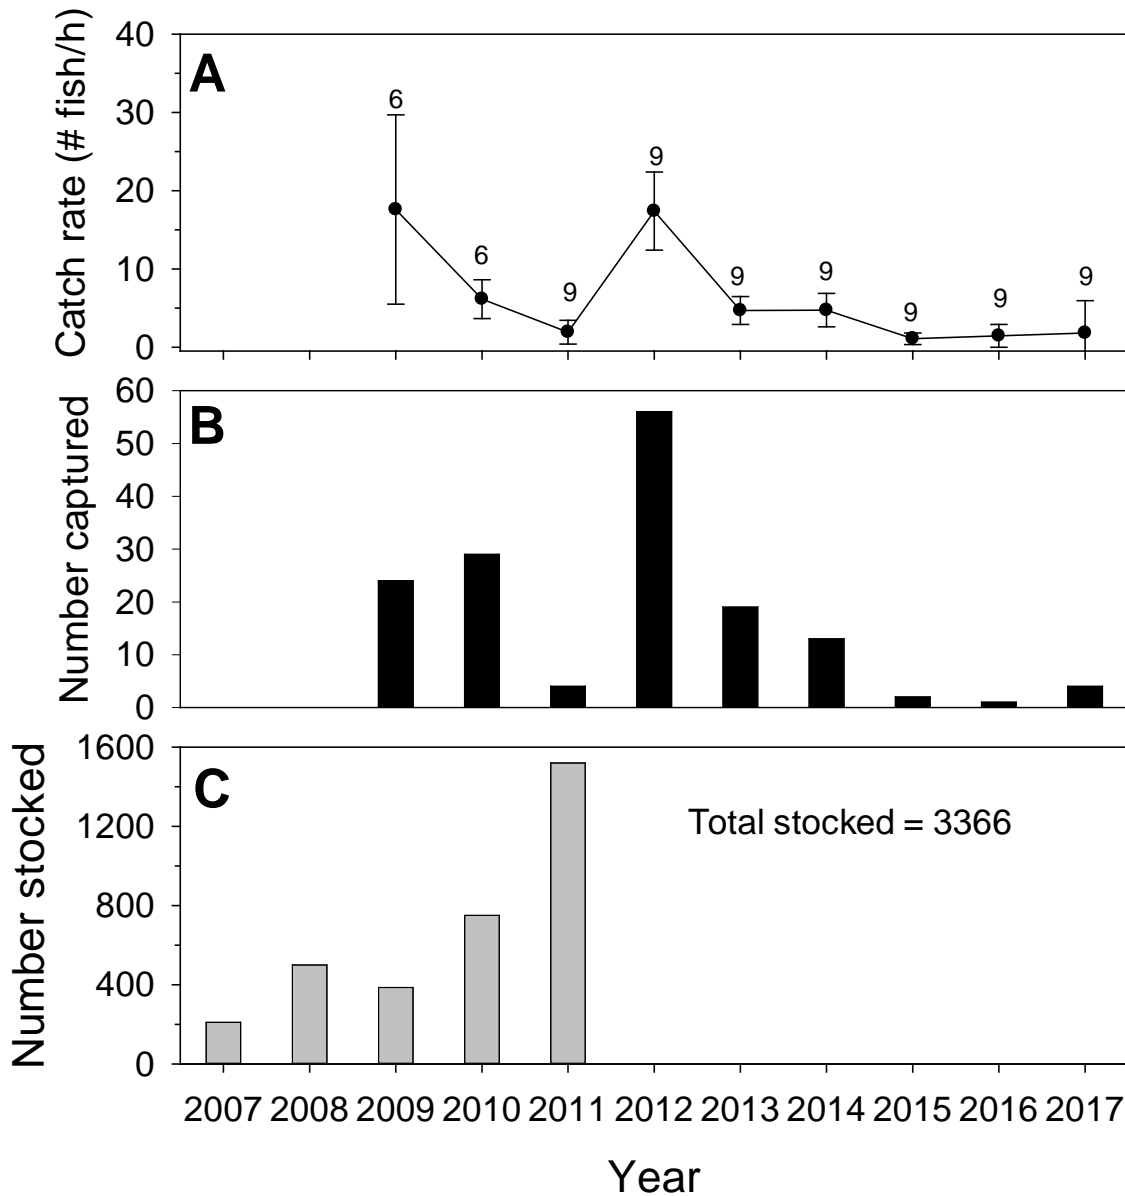 A
Catch rate (# fish/h)
40
30
20
10
0
6
6
9
9
9
9
9
9
9
B
Number captured
60
50
40
30
20
10
0
C
Number stocked
1600
1200
800
400
0
Total stocked = 3366
2007 2008 2009 2010 2011 2012 2013 2014 2015 2016 2017
Year